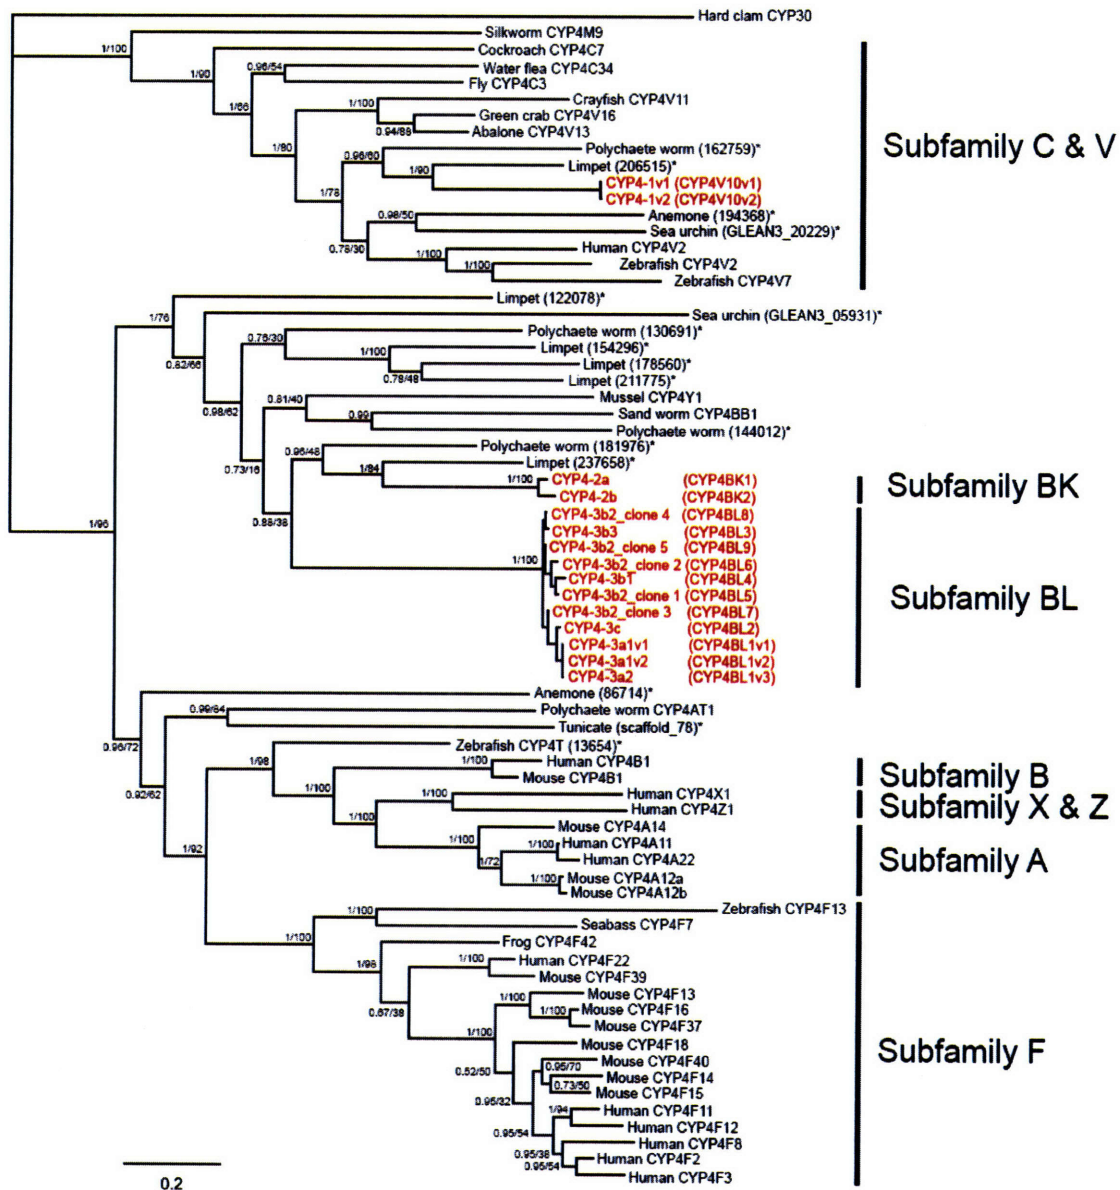 Hard clam CYP30
Silkworm CYP4M9
1/100
Cockroach CYP4C7
1/90
0.96/54
Water flea CYP4C34
Fly CYP4C3
1/66
Crayfish CYP4V11
1/100
Green crab CYP4V16
0.94/88
Abalone CYP4V13
1/80
Subfamily C & V
Polychaete worm (162759)*
0.96/60
Limpet (206515)*
1/90
CYP4-1v1 (CYP4V10v1)
CYP4-1v2 (CYP4V10v2)
1/78
Anemone (194368)*
0.98/50
Sea urchin (GLEAN3_20229)*
0.78/30
Human CYP4V2
1/100
Zebrafish CYP4V2
1/100
Zebrafish CYP4V7
Limpet (122078)*
1/76
Sea urchin (GLEAN3_05931)*
0.82/66
Polychaete worm (130691)*
0.76/30
Limpet (154296)*
1/100
Limpet (178560)*
0.78/48
Limpet (211775)*
0.98/62
Mussel CYP4Y1
0.81/40
Sand worm CYP4BB1
0.99
Polychaete worm (144012)*
0.73/16
Polychaete worm (181976)*
0.96/48
Limpet (237658)*
1/84
CYP4-2a (CYP4BK1)
1/100
CYP4-2b (CYP4BK2)
Subfamily BK
0.88/38
CYP4-3b2_clone 4 (CYP4BL8)
CYP4-3b3 (CYP4BL3)
CYP4-3b2_clone 5 (CYP4BL9)
1/100
CYP4-3b2_clone 2 (CYP4BL6)
CYP4-3b1 (CYP4BL4)
CYP4-3b2_clone 1 (CYP4BL5)
Subfamily BL
CYP4-3b2_clone 3 (CYP4BL7)
CYP4-3c (CYP4BL2)
CYP4-3a1v1 (CYP4BL1v1)
CYP4-3a1v2 (CYP4BL1v2)
CYP4-3a2 (CYP4BL1v3)
1/96
Anemone (86714)*
0.96/72
Polychaete worm CYP4AT1
0.99/84
Tunicate (scaffold_78)*
0.92/62
Zebrafish CYP4T (13654)*
1/98
Human CYP4B1
1/100
Mouse CYP4B1
Subfamily B
1/100
Human CYP4X1
1/100
Human CYP4Z1
Subfamily X & Z
1/100
Mouse CYP4A14
1/100
Human CYP4A11
1/100
Human CYP4A22
1/72
Mouse CYP4A12a
1/100
Mouse CYP4A12b
Subfamily A
1/92
Zebrafish CYP4F13
1/100
Seabass CYP4F7
1/100
Frog CYP4F42
1/98
Human CYP4F22
1/100
Mouse CYP4F39
0.67/38
Mouse CYP4F13
1/100
Mouse CYP4F16
1/100
Mouse CYP4F37
1/100
Mouse CYP4F18
0.52/50
Subfamily F
Mouse CYP4F40
0.95/70
Mouse CYP4F14
0.73/50
Mouse CYP4F15
0.95/32
Human CYP4F11
1/94
Human CYP4F12
0.95/54
Human CYP4F8
0.95/38
Human CYP4F2
0.95/54
Human CYP4F3
0.2